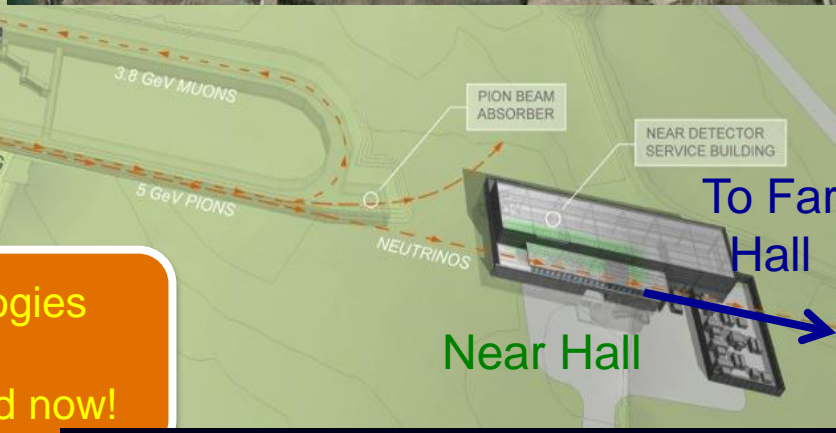 3.8 GeV MUONS
PION BEAM
ABSORBER
NEAR DETECTOR
SERVICE BUILDING
5 GeV PIONS
To Far
Hall
NEUTRINOS
ogies
Near Hall
d now!